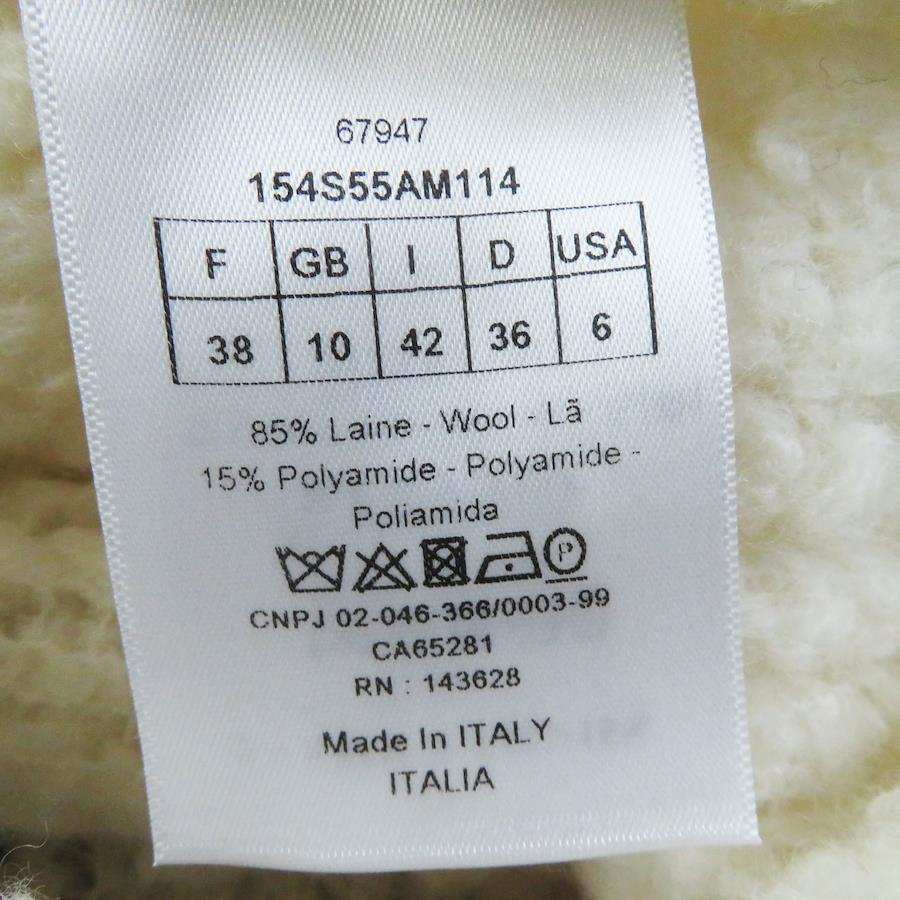 67947
154S55AM114
F GB I D USA
38 10 42 36 6
85% Laine - Wool - Lã
15% Polyamide - Polyamide -
Poliamida
P
CNPJ 02-046-366/0003-99
CA65281
RN : 143628
Made In ITALY
ITALIA